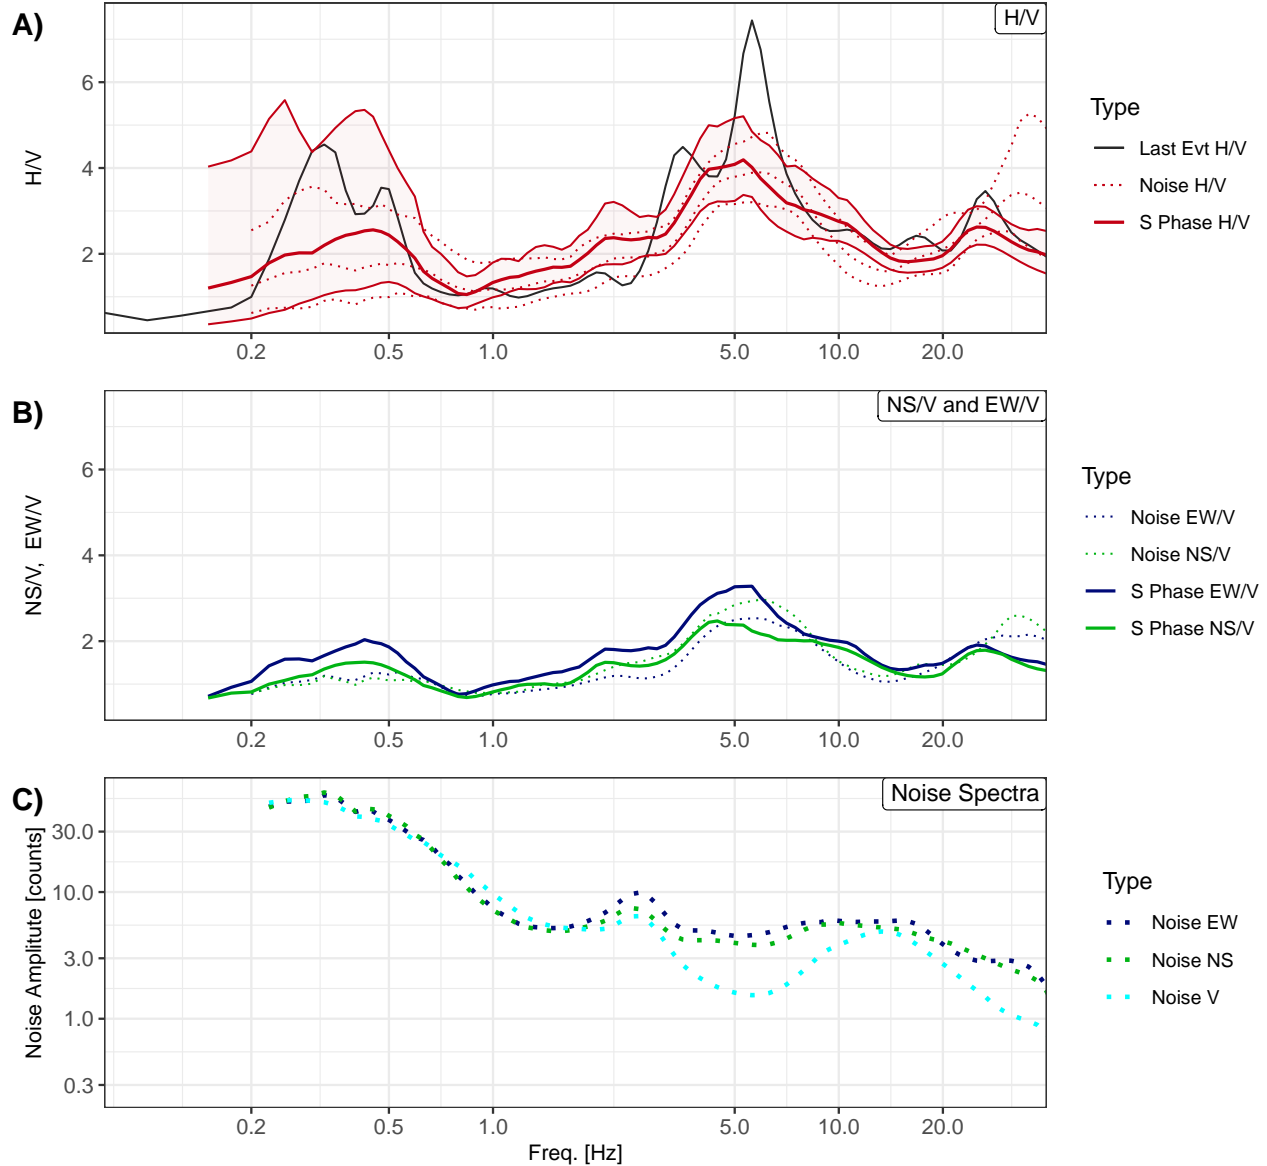 A)
H/V
H/V
6
4
2
0.2 0.5 1.0 5.0 10.0 20.0
Type
Last Evt H/V
Noise H/V
S Phase H/V
B)
NS/V and EW/V
NS/V, EW/V
6
4
2
0.2 0.5 1.0 5.0 10.0 20.0
Type
Noise EW/V
Noise NS/V
S Phase EW/V
S Phase NS/V
C)
Noise Spectra
Noise Amplitude [counts]
30.0
10.0
3.0
1.0
0.3
0.2 0.5 1.0 5.0 10.0 20.0
Freq. [Hz]
Type
Noise EW
Noise NS
Noise V